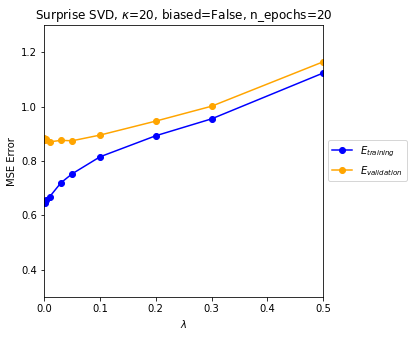 Surprise SVD, κ=20, biased=False, n_epochs=20
MSE Error
1.2
1.0
0.8
0.6
0.4
0.0 0.1 0.2 0.3 0.4 0.5
λ
E_training
E_validation